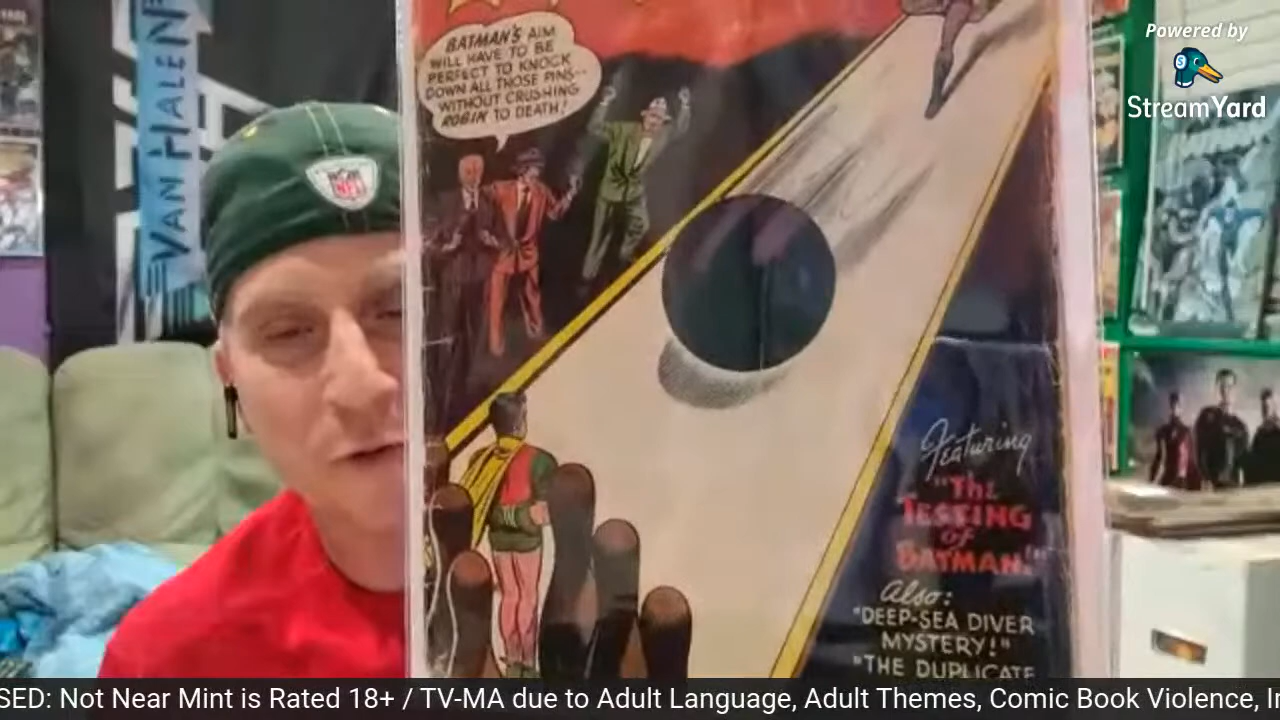 Powered by
StreamYard
VAN HALEN
NFL
BATMAN'S AIM
WILL HAVE TO BE
PERFECT TO KNOCK
DOWN ALL THOSE PINS--
WITHOUT CRUSHING
ROBIN TO DEATH!
Featuring
"The
TESTING
of
BATMAN!"
Also:
"DEEP-SEA DIVER
MYSTERY!"
"THE DUPLICATE
SED: Not Near Mint is Rated 18+ / TV-MA due to Adult Language, Adult Themes, Comic Book Violence, I